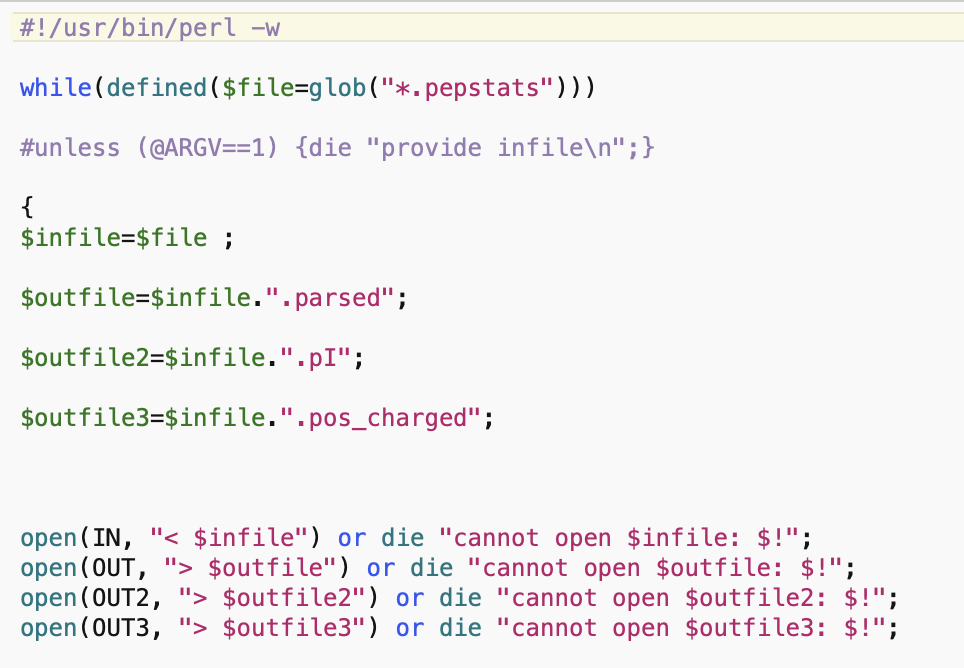 #!/usr/bin/perl -w
while(defined($file=glob("*.pepstats")))
#unless (@ARGV==1) {die "provide infile\n";}
{
$infile=$file ;
$outfile=$infile.".parsed";
$outfile2=$infile.".pI";
$outfile3=$infile.".pos_charged";
open(IN, "< $infile") or die "cannot open $infile: $!";
open(OUT, "> $outfile") or die "cannot open $outfile: $!";
open(OUT2, "> $outfile2") or die "cannot open $outfile2: $!";
open(OUT3, "> $outfile3") or die "cannot open $outfile3: $!";